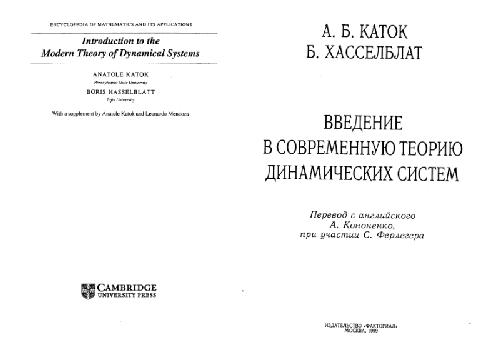 ENCYCLOPEDIA OF MATHEMATICS AND ITS APPLICATIONS
Introduction to the
Modern Theory of Dynamical Systems
ANATOLE KATOK
Pennsylvania State University
BORIS HASSELBLATT
Tufts University
With a supplement by Anatole Katok and Leonardo Mendoza
CAMBRIDGE
UNIVERSITY PRESS
А. Б. КАТОК
Б. ХАССЕЛБЛАТ
ВВЕДЕНИЕ
В СОВРЕМЕННУЮ ТЕОРИЮ
ДИНАМИЧЕСКИХ СИСТЕМ
Перевод с английского
А. Кононенко,
при участии С. Ферлегера
ИЗДАТЕЛЬСТВО «ФАКТОРИАЛ»
МОСКВА, 1999